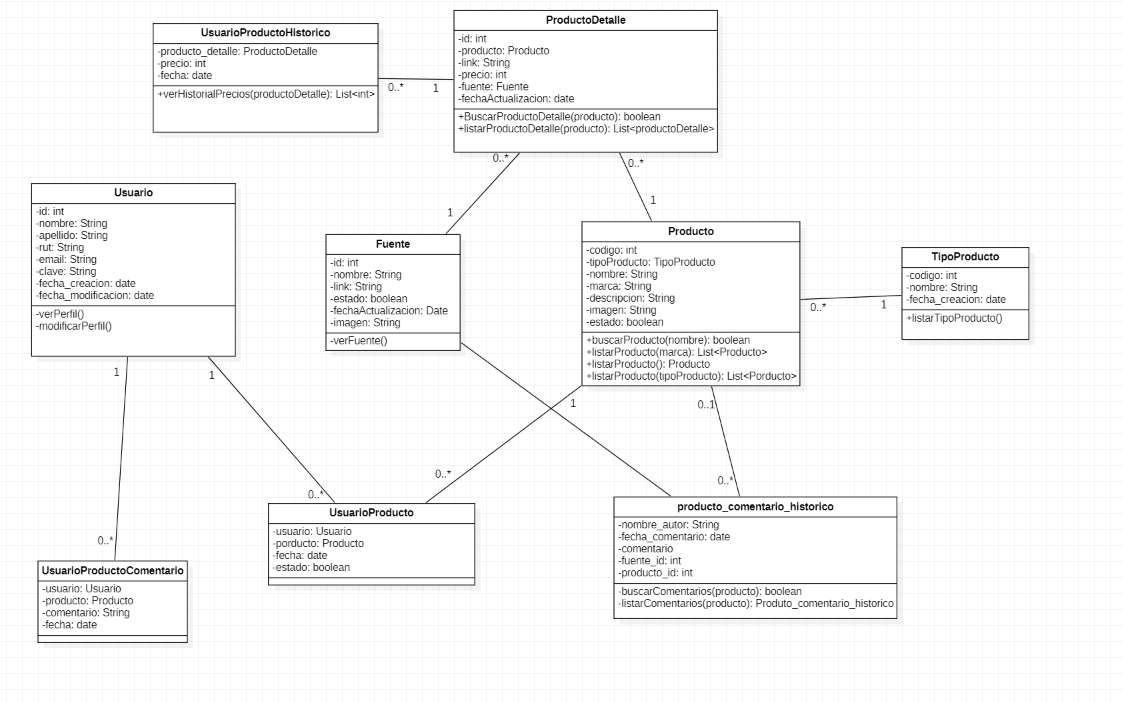 UsuarioProductoHistorico
-producto_detalle: ProductoDetalle
-precio: int
-fecha: date
+verHistorialPrecios(productoDetalle): List<int>
0..*
1
ProductoDetalle
-id: int
-producto: Producto
-link: String
-precio: int
-fuente: Fuente
-fechaActualizacion: date
+BuscarProductoDetalle(producto): boolean
+listarProductoDetalle(producto): List<productoDetalle>
0..*
0..*
1
1
Usuario
-id: int
-nombre: String
-apellido: String
-rut: String
-email: String
-clave: String
-fecha_creacion: date
-fecha_modificacion: date
-verPerfil()
-modificarPerfil()
Fuente
-id: int
-nombre: String
-link: String
-estado: boolean
-fechaActualizacion: Date
-imagen: String
-verFuente()
Producto
-codigo: int
-tipoProducto: TipoProducto
-nombre: String
-marca: String
-descripcion: String
-imagen: String
-estado: boolean
+buscarProducto(nombre): boolean
+listarProducto(marca): List<Producto>
+listarProducto(): Producto
+listarProducto(tipoProducto): List<Porducto>
0..*
1
TipoProducto
-codigo: int
-nombre: String
-fecha_creacion: date
+listarTipoProducto()
1
1
1
0..1
0..*
0..*
0..*
0..*
UsuarioProductoComentario
-usuario: Usuario
-producto: Producto
-comentario: String
-fecha: date
UsuarioProducto
-usuario: Usuario
-porducto: Producto
-fecha: date
-estado: boolean
producto_comentario_historico
-nombre_autor: String
-fecha_comentario: date
-comentario
-fuente_id: int
-producto_id: int
-buscarComentarios(producto): boolean
-listarComentarios(producto): Produto_comentario_historico